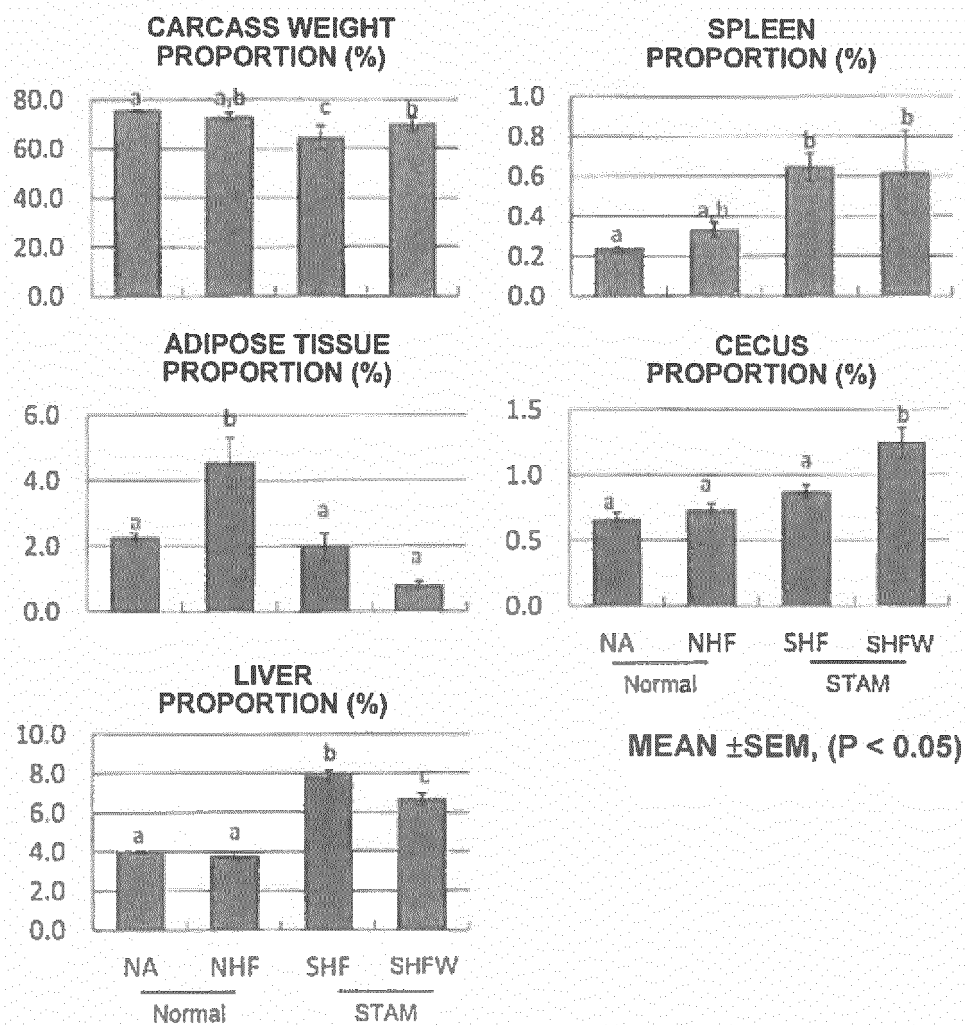 CARCASS WEIGHT
PROPORTION (%)
80.0
60.0
40.0
20.0
0.0
a
a,b
c
b
SPLEEN
PROPORTION (%)
1.0
0.8
0.6
0.4
0.2
0.0
a
a,b
b
b
ADIPOSE TISSUE
PROPORTION (%)
6.0
4.0
2.0
0.0
a
b
a
a
CECUS
PROPORTION (%)
1.5
1.0
0.5
0.0
a
a
a
b
NA NHF SHF SHFW
Normal STAM
LIVER
PROPORTION (%)
10.0
8.0
6.0
4.0
2.0
0.0
a
a
b
c
NA NHF SHF SHFW
Normal STAM
MEAN ±SEM, (P < 0.05)